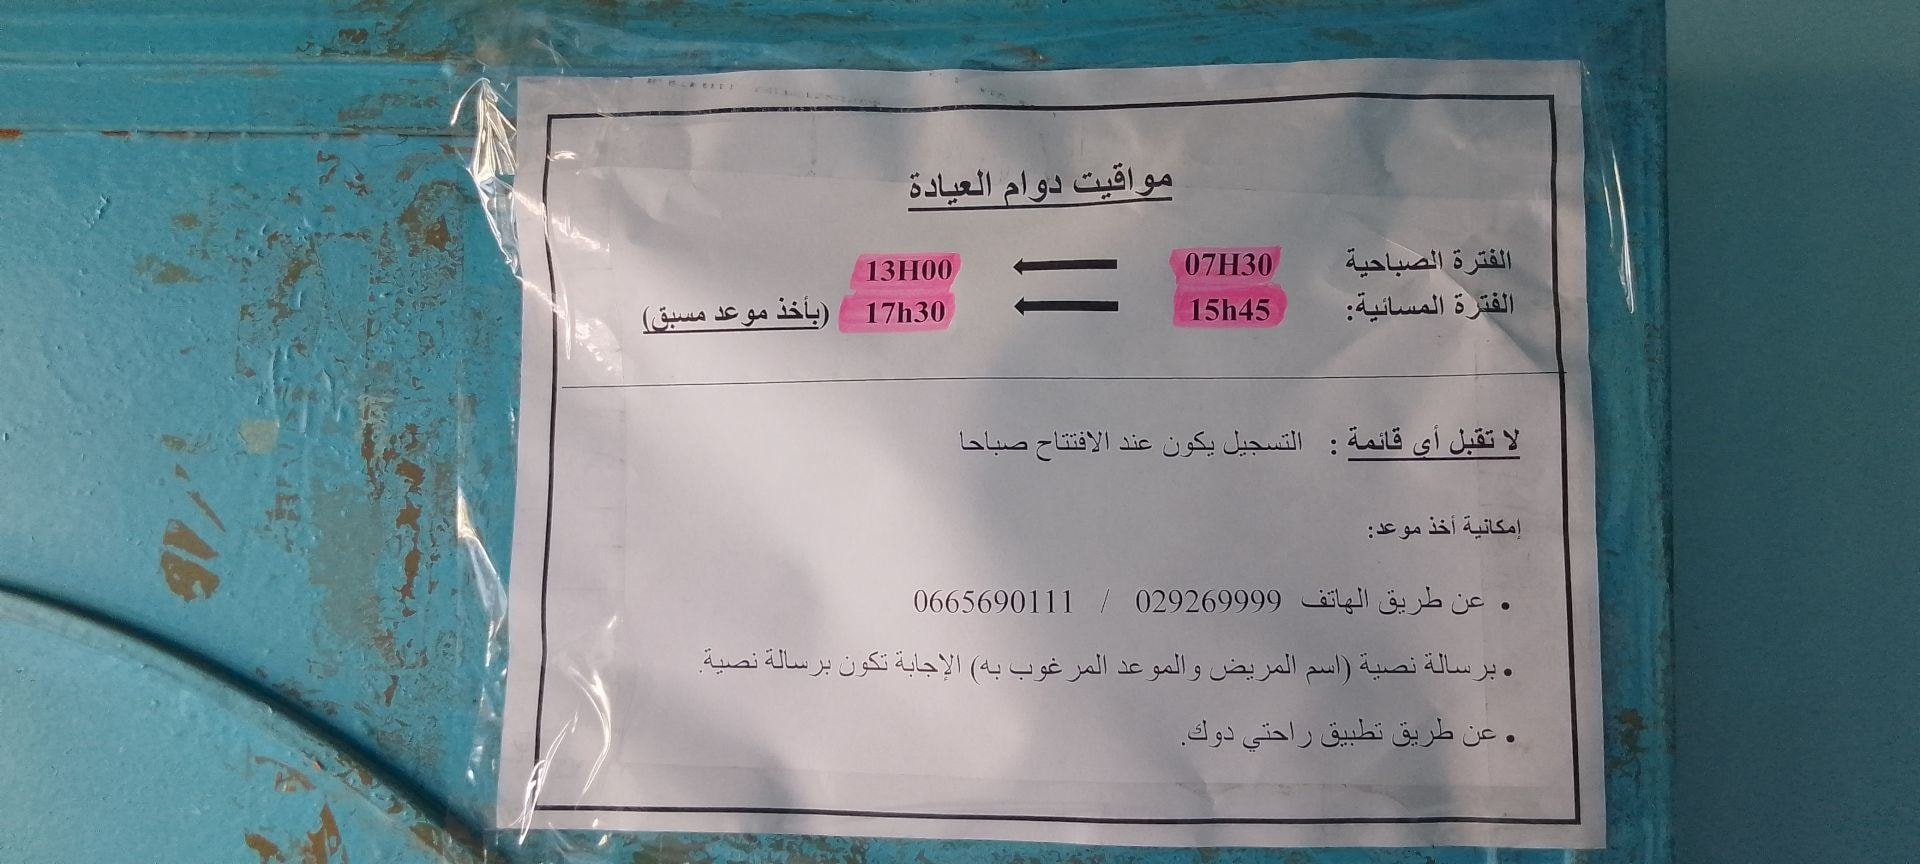 مواقيت دوام العيادة
الفترة الصباحية 07H30 ← 13H00
الفترة المسائية: 15h45 ← 17h30 (بأخذ موعد مسبق)
لا تقبل أي قائمة : التسجيل يكون عند الافتتاح صباحا
إمكانية أخذ موعد:
• عن طريق الهاتف 029269999 / 0665690111
• برسالة نصية (اسم المريض والموعد المرغوب به) الإجابة تكون برسالة نصية.
• عن طريق تطبيق راحتي دوك.